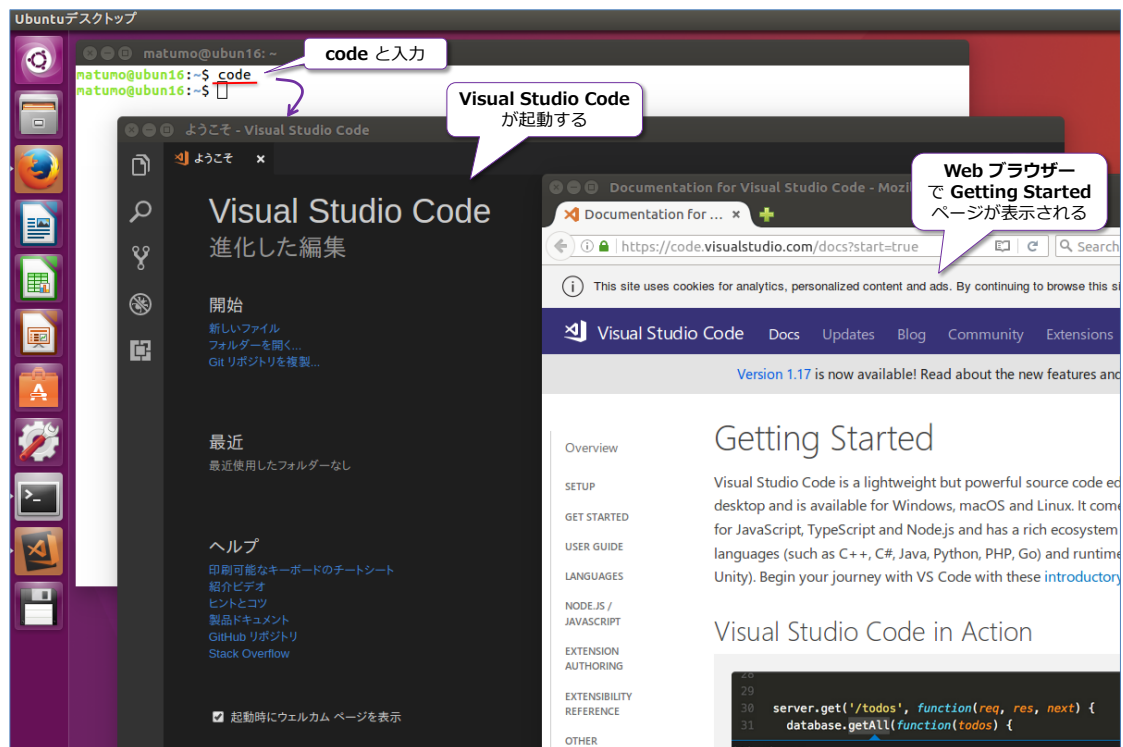 Ubuntuデスクトップ
matumo@ubun16: ~
code と入力
matumo@ubun16:~$ code
matumo@ubun16:~$
Visual Studio Code
が起動する
ようこそ - Visual Studio Code
ようこそ
Visual Studio Code
進化した編集
開始
新しいファイル
フォルダーを開く...
Git リポジトリを複製...
最近
最近使用したフォルダーなし
ヘルプ
印刷可能なキーボードのチートシート
紹介ビデオ
ヒントとコツ
製品ドキュメント
GitHub リポジトリ
Stack Overflow
起動時にウェルカム ページを表示
Web ブラウザー
で Getting Started
ページが表示される
Documentation for Visual Studio Code - Mozil
Documentation for ...
https://code.visualstudio.com/docs?start=true
Search
This site uses cookies for analytics, personalized content and ads. By continuing to browse this si
Visual Studio Code Docs Updates Blog Community Extensions
Version 1.17 is now available! Read about the new features and
Overview
SETUP
GET STARTED
USER GUIDE
LANGUAGES
NODE.JS /
JAVASCRIPT
EXTENSION
AUTHORING
EXTENSIBILITY
REFERENCE
OTHER
Getting Started
Visual Studio Code is a lightweight but powerful source code ed
desktop and is available for Windows, macOS and Linux. It come
for JavaScript, TypeScript and Node.js and has a rich ecosystem
languages (such as C++, C#, Java, Python, PHP, Go) and runtime
Unity). Begin your journey with VS Code with these introductory
Visual Studio Code in Action
28
29
30 server.get('/todos', function(req, res, next) {
31 database.getAll(function(todos) {